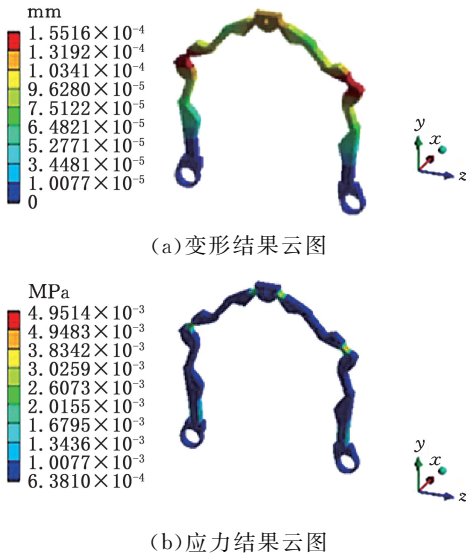 mm
1.5516×10⁻⁴
1.3192×10⁻⁴
1.0341×10⁻⁴
9.6280×10⁻⁵
7.5122×10⁻⁵
6.4821×10⁻⁵
5.2771×10⁻⁵
3.4481×10⁻⁵
1.0077×10⁻⁵
0
y
x
z
(a)变形结果云图
MPa
4.9514×10⁻³
4.9483×10⁻³
3.8342×10⁻³
3.0259×10⁻³
2.6073×10⁻³
2.0155×10⁻³
1.6795×10⁻³
1.3436×10⁻³
1.0077×10⁻³
6.3810×10⁻⁴
y
x
z
(b)应力结果云图